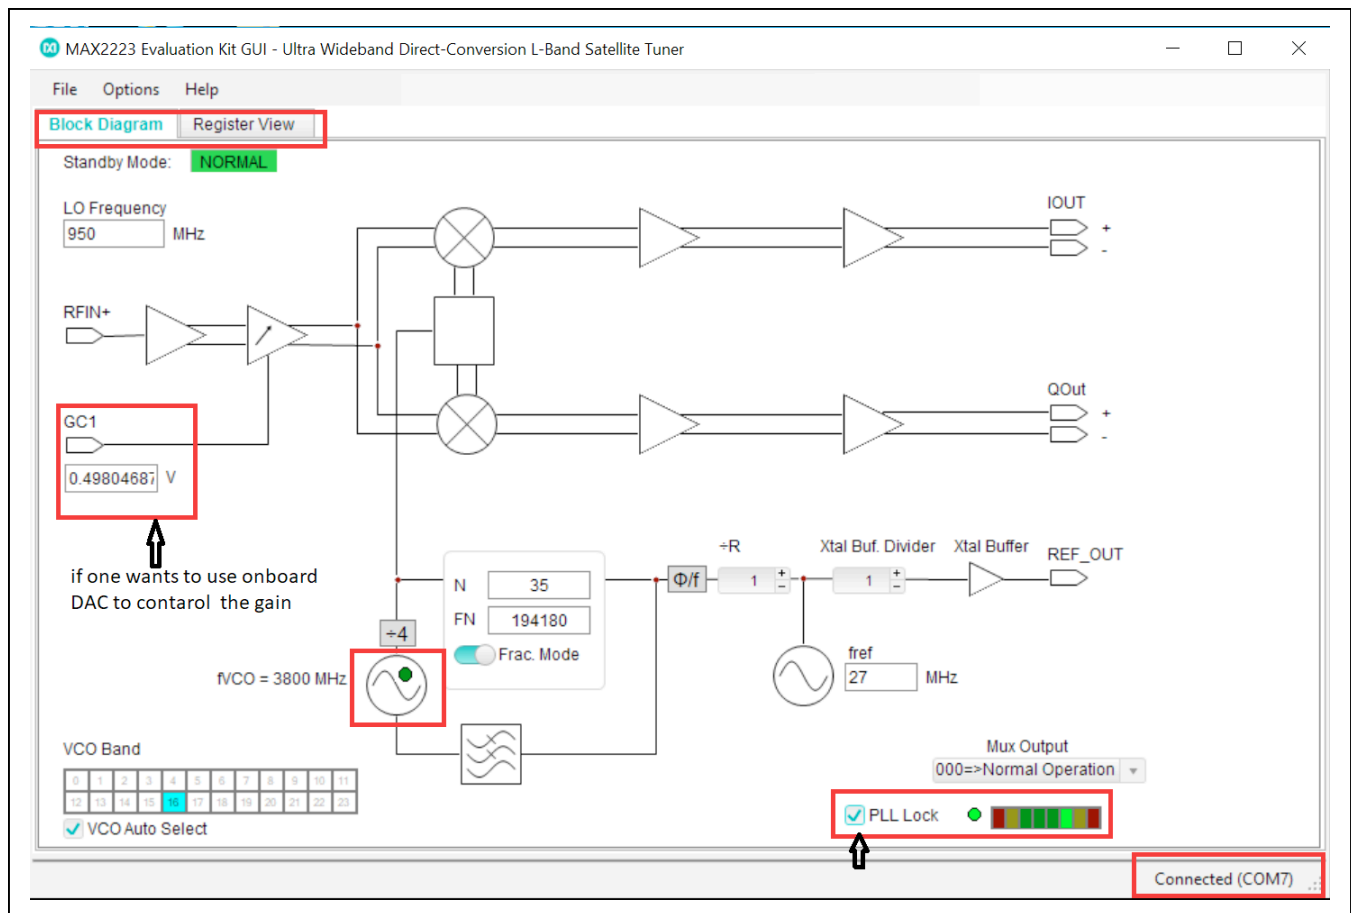 MAX2223 Evaluation Kit GUI - Ultra Wideband Direct-Conversion L-Band Satellite Tuner
File Options Help
Block Diagram Register View
Standby Mode: NORMAL
LO Frequency
950 MHz
IOUT
+
-
RFIN+
GC1
0.49804687 V
QOut
+
-
if one wants to use onboard
DAC to contarol the gain
÷R Xtal Buf. Divider Xtal Buffer REF_OUT
N 35
Φ/f 1 + - 1 + -
FN 194180
÷4
Frac. Mode
fref
27 MHz
fVCO = 3800 MHz
VCO Band
0 1 2 3 4 5 6 7 8 9 10 11
12 13 14 15 16 17 18 19 20 21 22 23
VCO Auto Select
Mux Output
000=>Normal Operation
PLL Lock
Connected (COM7)